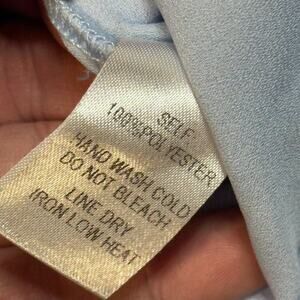 SELF
100%POLYESTER
HAND WASH COLD
DO NOT BLEACH
LINE DRY
IRON LOW HEAT